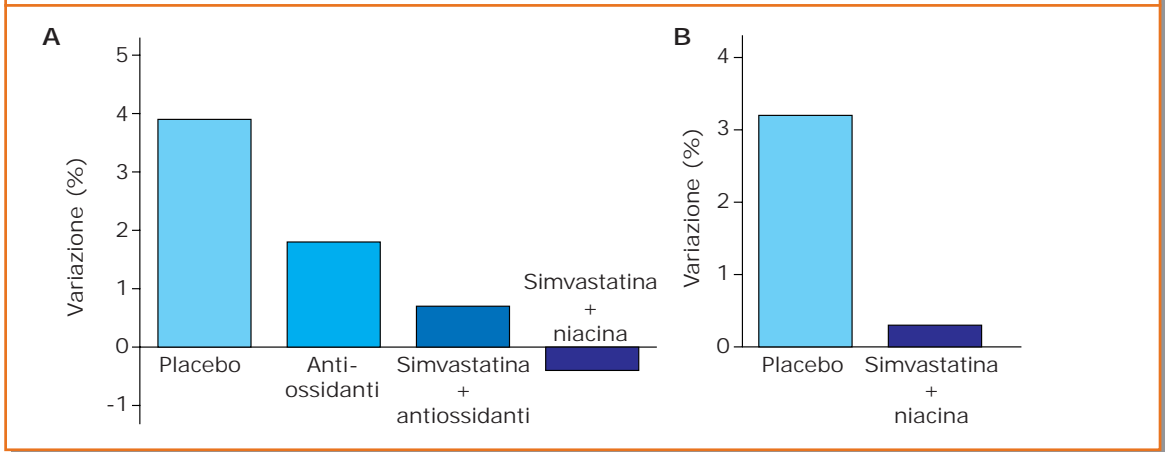 A
Variazione (%)
5
4
3
2
1
0
-1
Placebo
Anti-
ossidanti
Simvastatina
+
antiossidanti
Simvastatina
+
niacina
B
Variazione (%)
4
3
2
1
0
Placebo
Simvastatina
+
niacina